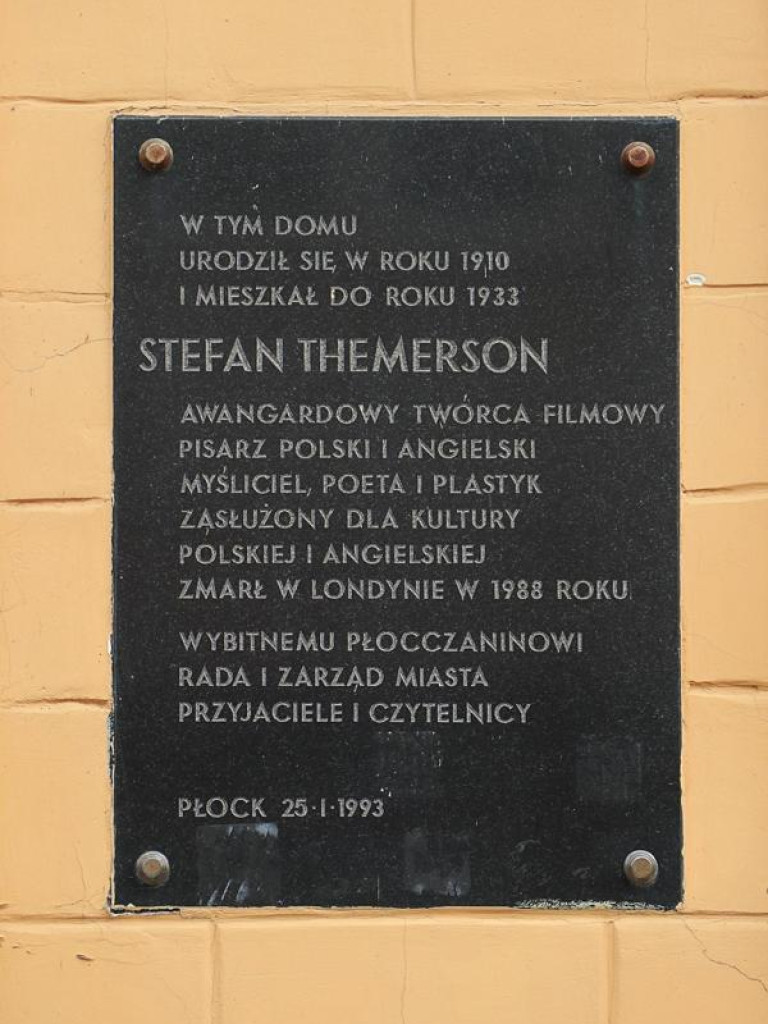 W TYM DOMU
URODZIŁ SIĘ W ROKU 1910
I MIESZKAŁ DO ROKU 1933
STEFAN THEMERSON
AWANGARDOWY TWÓRCA FILMOWY
PISARZ POLSKI I ANGIELSKI
MYŚLICIEL, POETA I PLASTYK
ZASŁUŻONY DLA KULTURY
POLSKIEJ I ANGIELSKIEJ
ZMARŁ W LONDYNIE W 1988 ROKU
WYBITNEMU PŁOCCZANINOWI
RADA I ZARZĄD MIASTA
PRZYJACIELE I CZYTELNICY
PŁOCK 25·I·1993